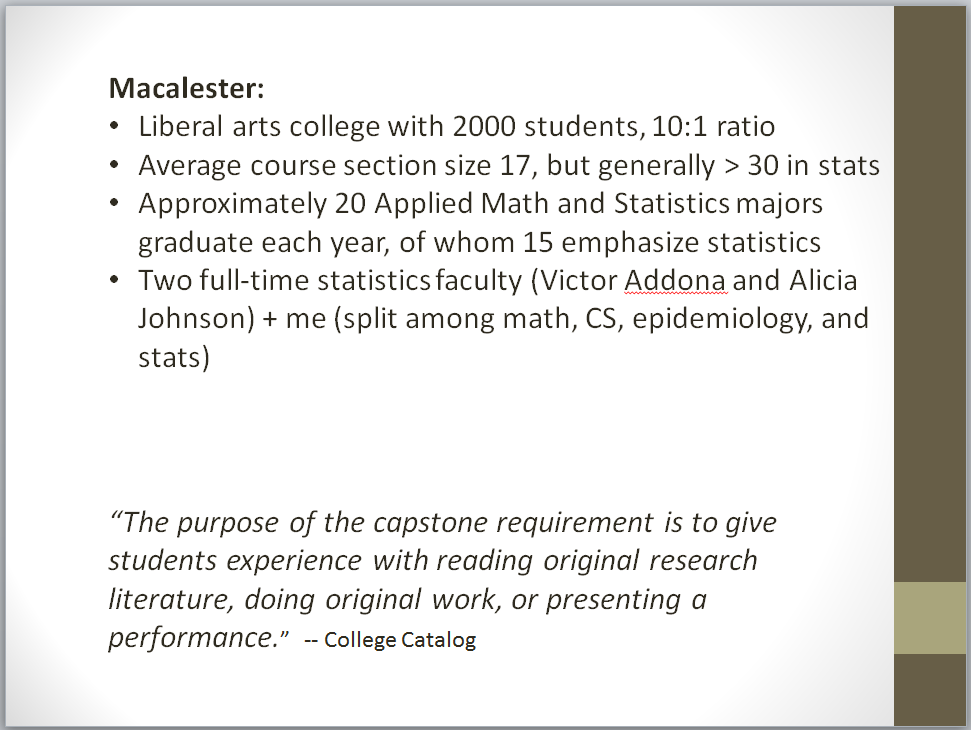 Macalester:
• Liberal arts college with 2000 students, 10:1 ratio
• Average course section size 17, but generally > 30 in stats
• Approximately 20 Applied Math and Statistics majors
graduate each year, of whom 15 emphasize statistics
• Two full-time statistics faculty (Victor Addona and Alicia
Johnson) + me (split among math, CS, epidemiology, and
stats)
“The purpose of the capstone requirement is to give
students experience with reading original research
literature, doing original work, or presenting a
performance.” -- College Catalog